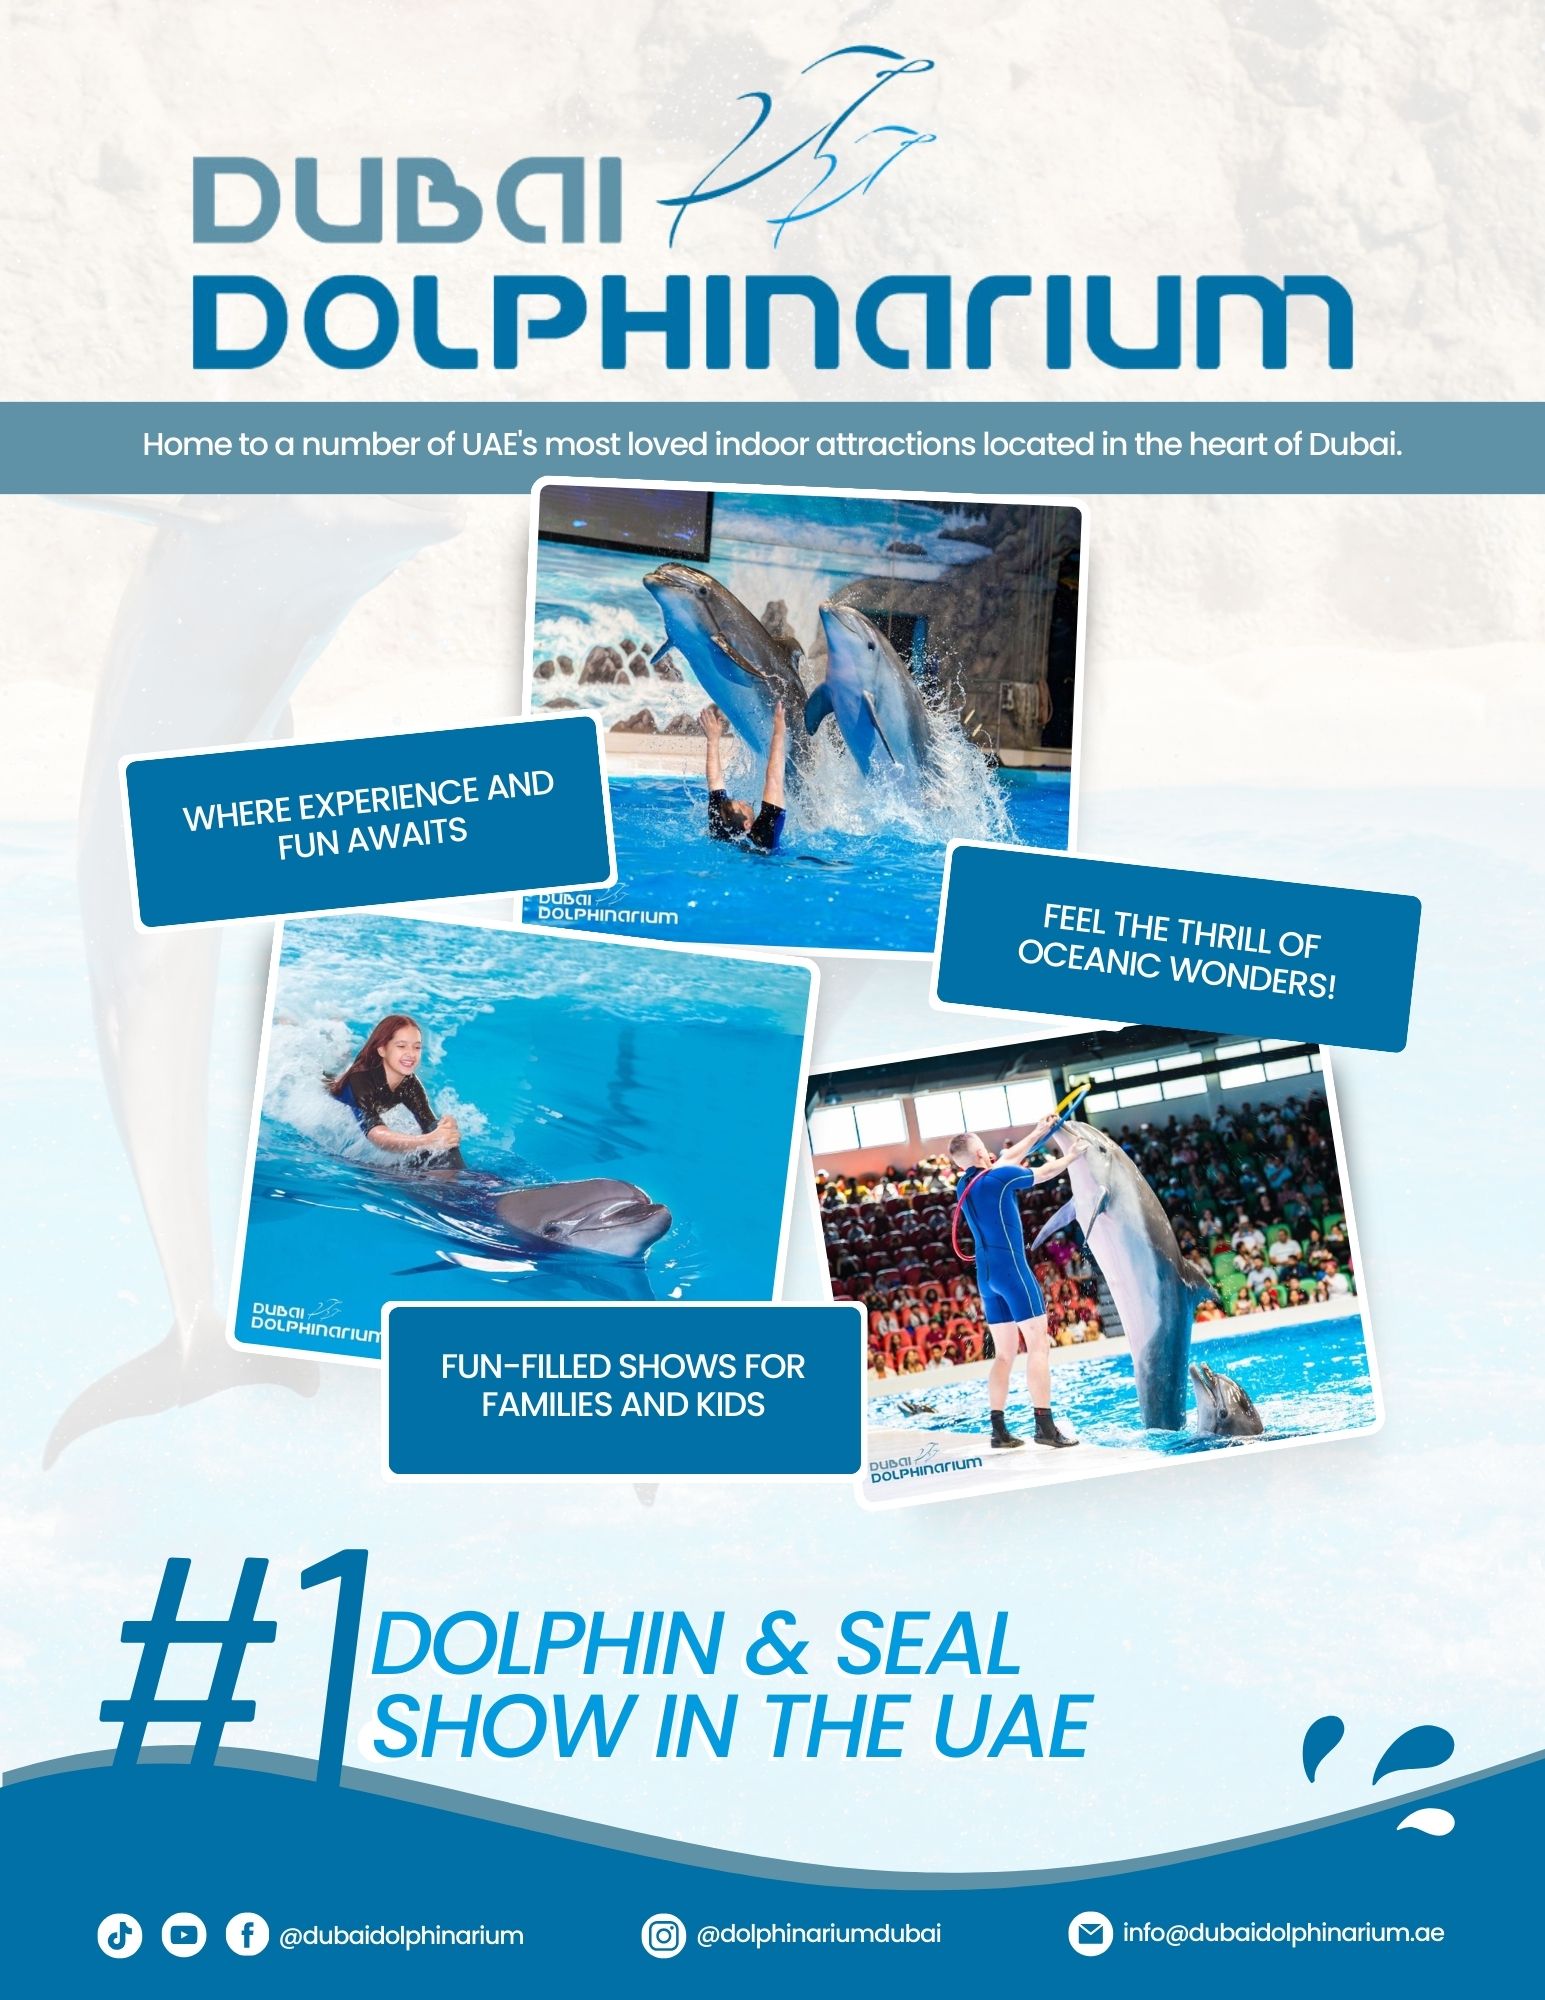 DUBAI
DOLPHINARIUM
Home to a number of UAE's most loved indoor attractions located in the heart of Dubai.
WHERE EXPERIENCE AND
FUN AWAITS
DUBAI
DOLPHINARIUM
FEEL THE THRILL OF
OCEANIC WONDERS!
DUBAI
DOLPHINARIUM
FUN-FILLED SHOWS FOR
FAMILIES AND KIDS
DUBAI
DOLPHINARIUM
#1
DOLPHIN & SEAL
SHOW IN THE UAE
@dubaidolphinarium
@dolphinariumdubai
info@dubaidolphinarium.ae